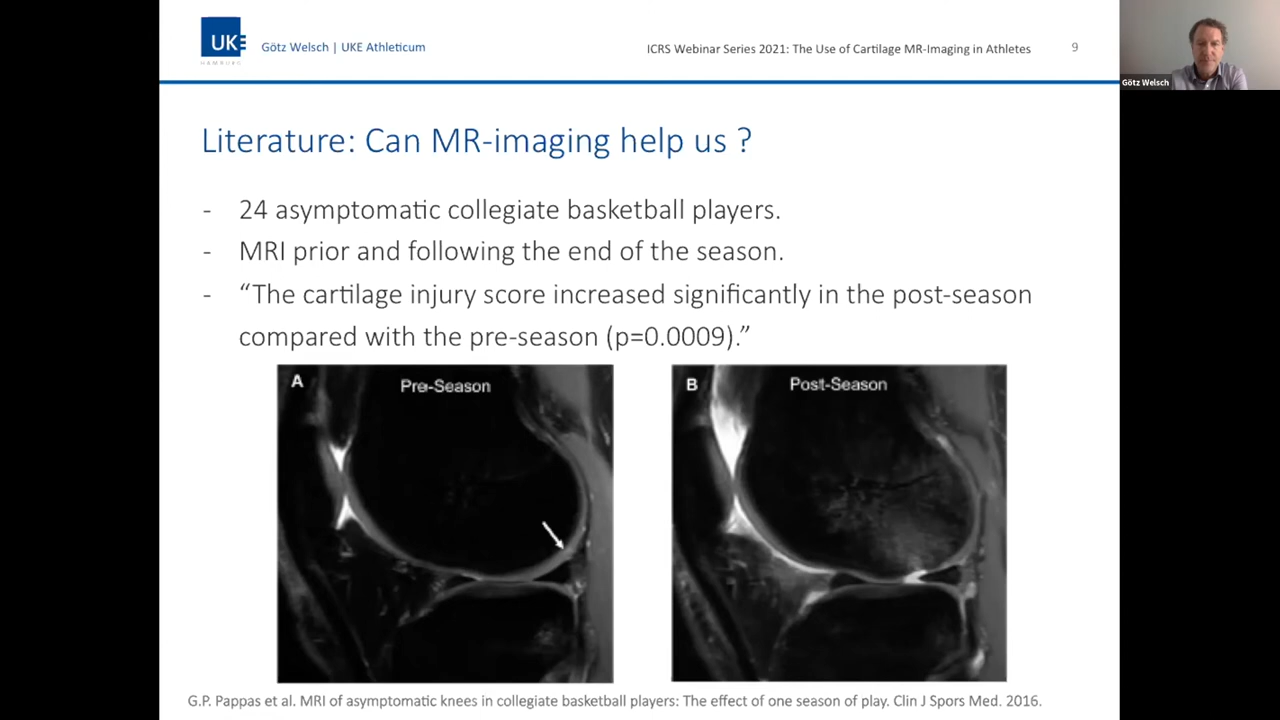 UKE
HAMBURG
Götz Welsch | UKE Athleticum
ICRS Webinar Series 2021: The Use of Cartilage MR-Imaging in Athletes
9
Götz Welsch
Literature: Can MR-imaging help us ?
- 24 asymptomatic collegiate basketball players.
- MRI prior and following the end of the season.
- “The cartilage injury score increased significantly in the post-season
compared with the pre-season (p=0.0009).”
A
Pre-Season
B
Post-Season
G.P. Pappas et al. MRI of asymptomatic knees in collegiate basketball players: The effect of one season of play. Clin J Spors Med. 2016.